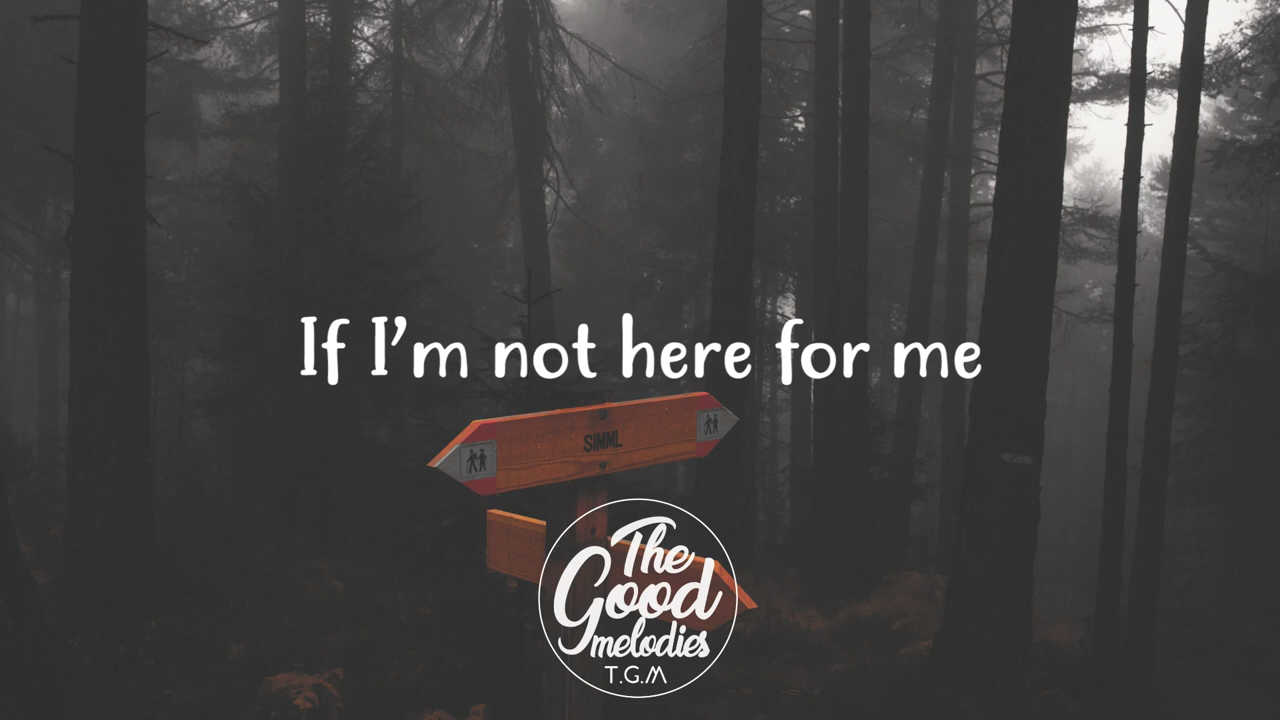 If I'm not here for me
SIMML
The
Good
melodies
T.G.M